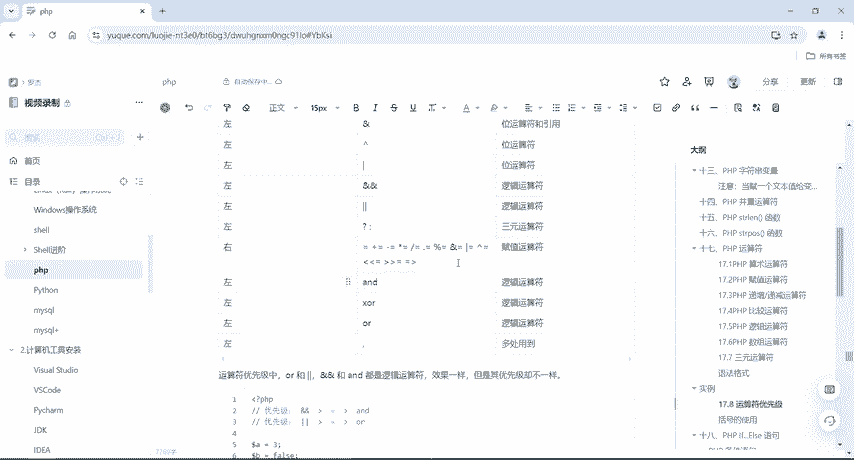 php
yuque.com/luojie-nt3e0/bt6bg3/dwuhgnxm0ngc91lo#YbKsi
所有书签
罗杰
php
自动保存中...
分享
更新
视频录制
正文
15px
搜索
首页
目录
Windows操作系统
shell
Shell进阶
php
Python
mysql
mysql+
2.计算机工具安装
Visual Studio
VSCode
Pycharm
JDK
IDEA
左 & 位运算符和引用
左 ^ 位运算符
左 | 位运算符
左 && 逻辑运算符
左 || 逻辑运算符
左 ? : 三元运算符
右 = += -= *= /= .= %= &= |= ^= <<= >>= => 赋值运算符
左 and 逻辑运算符
左 xor 逻辑运算符
左 or 逻辑运算符
左 , 多处用到
运算符优先级中，or 和 ||，&& 和 and 都是逻辑运算符，效果一样，但是其优先级却不一样。
1 <?php
2 // 优先级： && > = > and
3 // 优先级： || > = > or
4
5 $a = 3;
6 $b = false;
大纲
十三、PHP 字符串变量
注意：当赋一个文本值给变...
十四、PHP 并置运算符
十五、PHP strlen() 函数
十六、PHP strpos() 函数
十七、PHP 运算符
17.1PHP 算术运算符
17.2PHP 赋值运算符
17.3PHP 递增/递减运算符
17.4PHP 比较运算符
17.5PHP 逻辑运算符
17.6PHP 数组运算符
17.7 三元运算符
语法格式
实例
17.8 运算符优先级
括号的使用
十八、PHP If...Else 语句